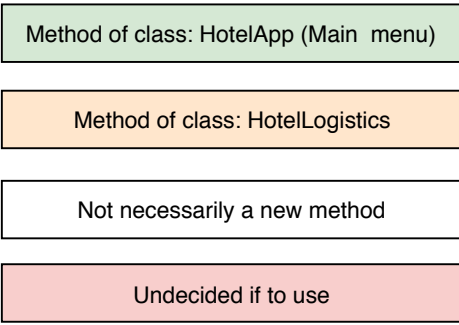 Method of class: HotelApp (Main menu)
Method of class: HotelLogistics
Not necessarily a new method
Undecided if to use